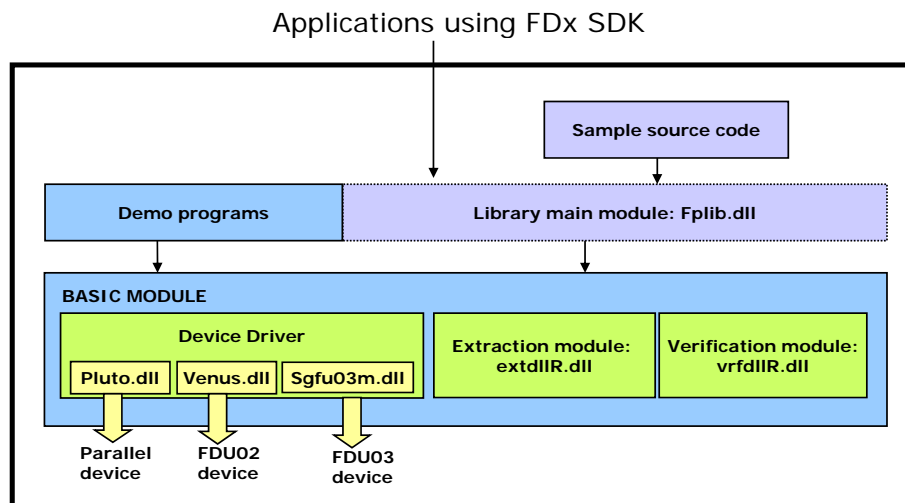 Applications using FDx SDK
Sample source code
Demo programs
Library main module: Fplib.dll
BASIC MODULE
Device Driver
Pluto.dll
Venus.dll
Sgfu03m.dll
Extraction module:
extdllR.dll
Verification module:
vrfdllR.dll
Parallel
device
FDU02
device
FDU03
device